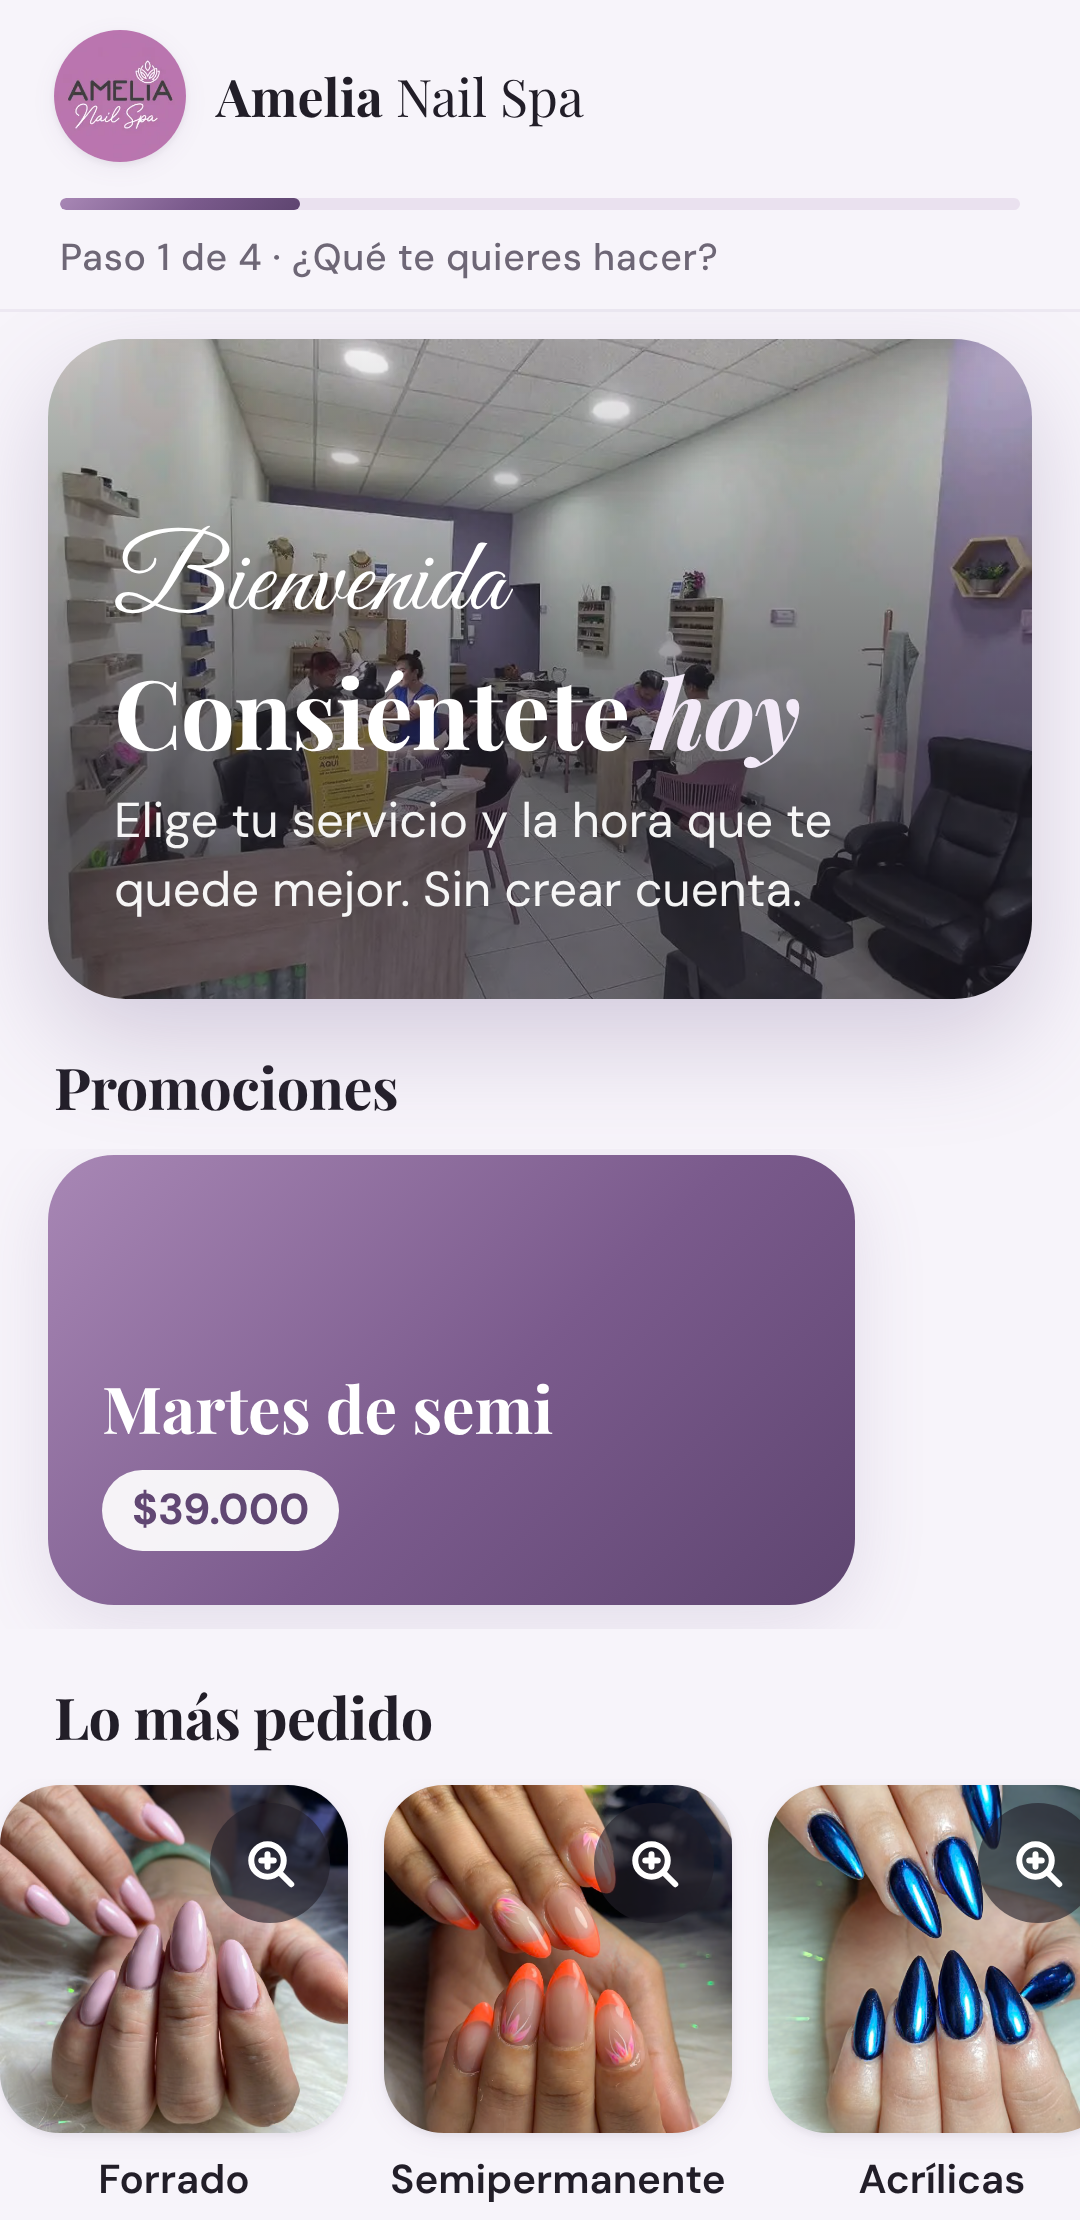 AMELIA
Nail Spa
Amelia Nail Spa
Paso 1 de 4 · ¿Qué te quieres hacer?
Bienvenida
Consiéntete hoy
AQUÍ
Elige tu servicio y la hora que te
quede mejor. Sin crear cuenta.
Promociones
Martes de semi
$39.000
Lo más pedido
Forrado
Semipermanente
Acrílicas